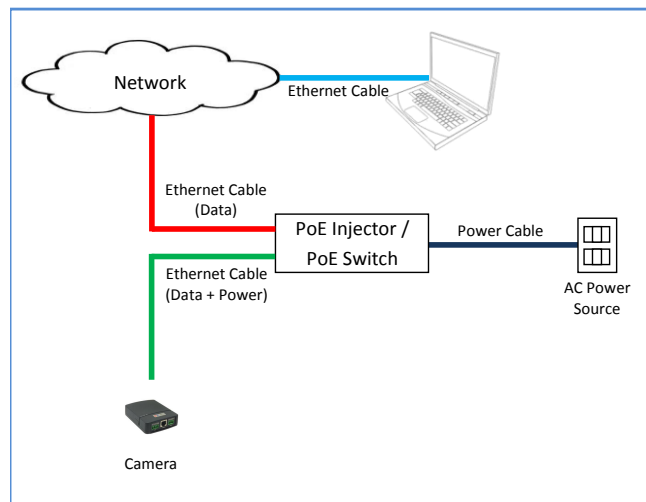 Network
Ethernet Cable
Ethernet Cable
(Data)
PoE Injector /
PoE Switch
Power Cable
Ethernet Cable
(Data + Power)
AC Power
Source
Camera